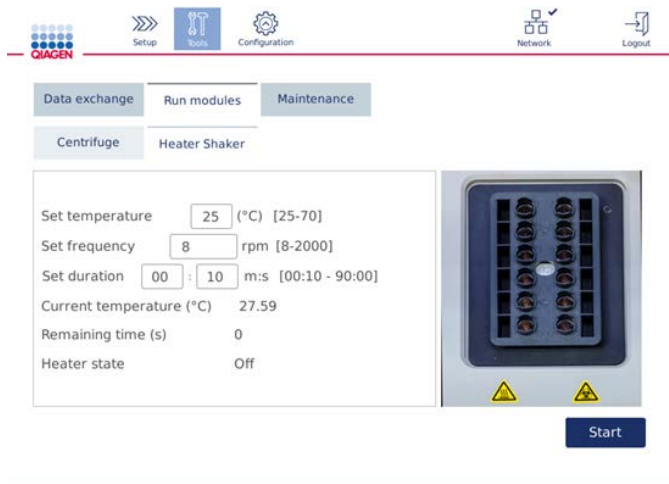 QIAGEN
Setup
Tools
Configuration
Network
Logout
Data exchange
Run modules
Maintenance
Centrifuge
Heater Shaker
Set temperature 25 (°C) [25-70]
Set frequency 8 rpm [8-2000]
Set duration 00 : 10 m:s [00:10 - 90:00]
Current temperature (°C) 27.59
Remaining time (s) 0
Heater state Off
Start